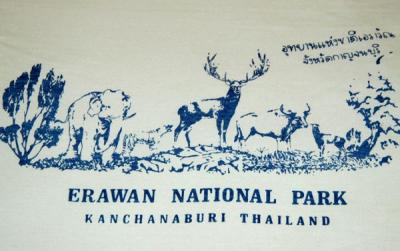 อุทยานแห่งชาติเอราวัณ
จังหวัดกาญจนบุรี
ERAWAN NATIONAL PARK
KANCHANABURI THAILAND